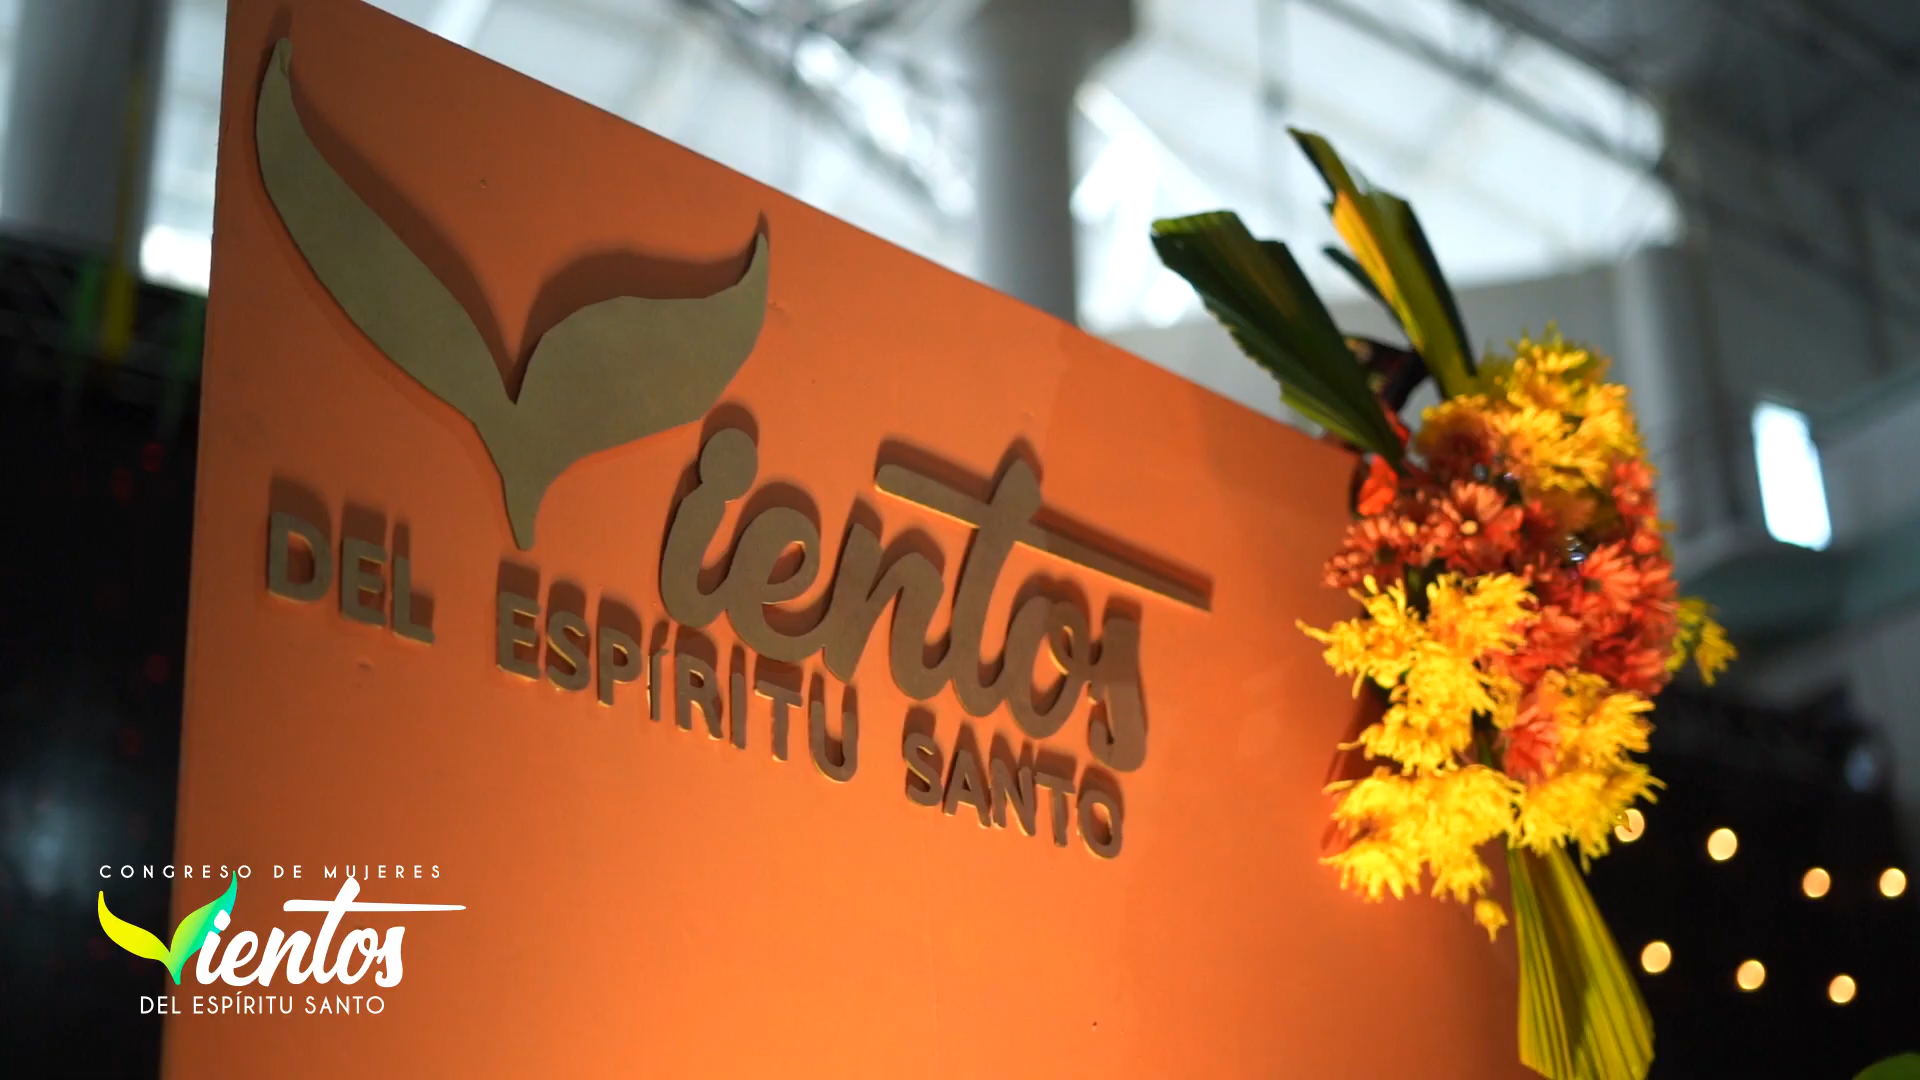 Vientos
DEL ESPÍRITU SANTO
CONGRESO DE MUJERES
Vientos
DEL ESPÍRITU SANTO